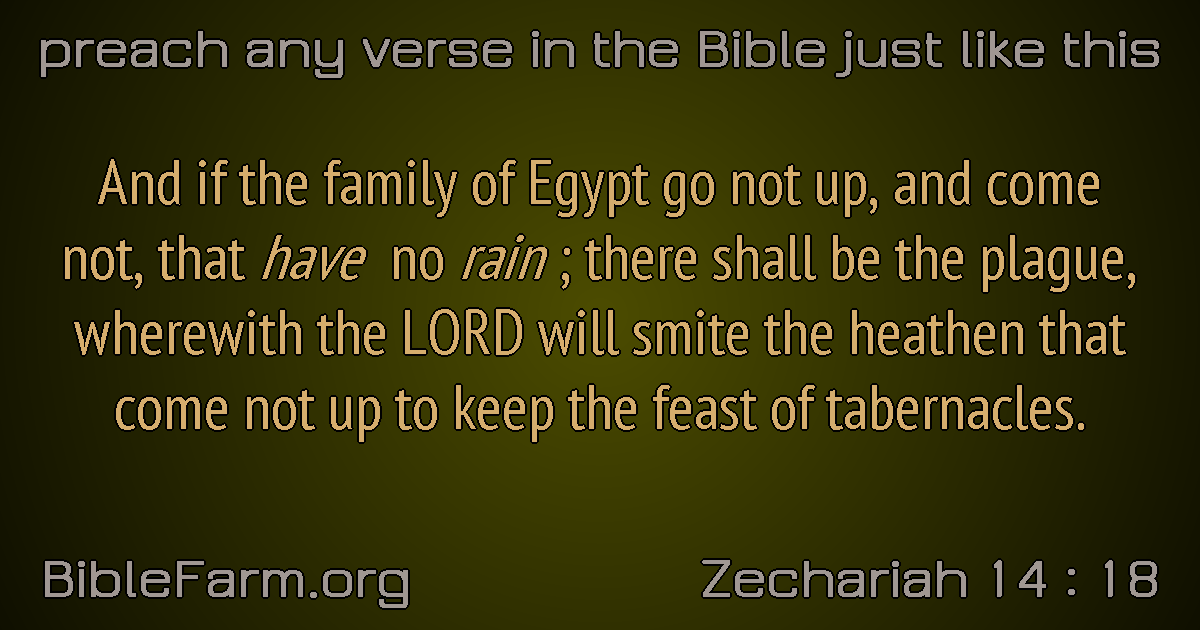 preach any verse in the Bible just like this
And if the family of Egypt go not up, and come
not, that have no rain ; there shall be the plague,
wherewith the LORD will smite the heathen that
come not up to keep the feast of tabernacles.
BibleFarm.org
Zechariah 14 : 18